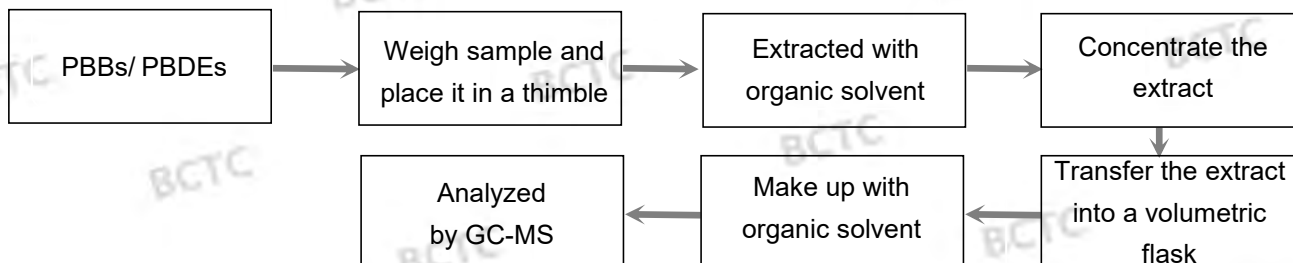 PBBs/ PBDEs
Weigh sample and
place it in a thimble
Extracted with
organic solvent
Concentrate the
extract
Transfer the extract
into a volumetric
flask
Make up with
organic solvent
Analyzed
by GC-MS
BCTC
BCTC
BCTC
BCTC
BCTC
BCTC
BCTC